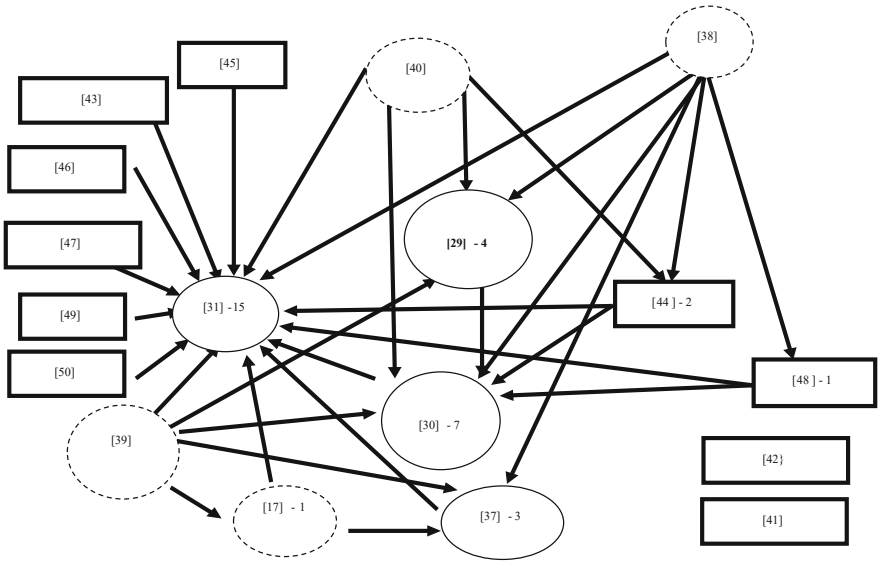 [38]
[40]
[45]
[43]
[46]
[47]
[29] - 4
[31] -15
[44 ] - 2
[49]
[50]
[48 ] - 1
[30] - 7
[39]
[42}
[17] - 1
[37] - 3
[41]